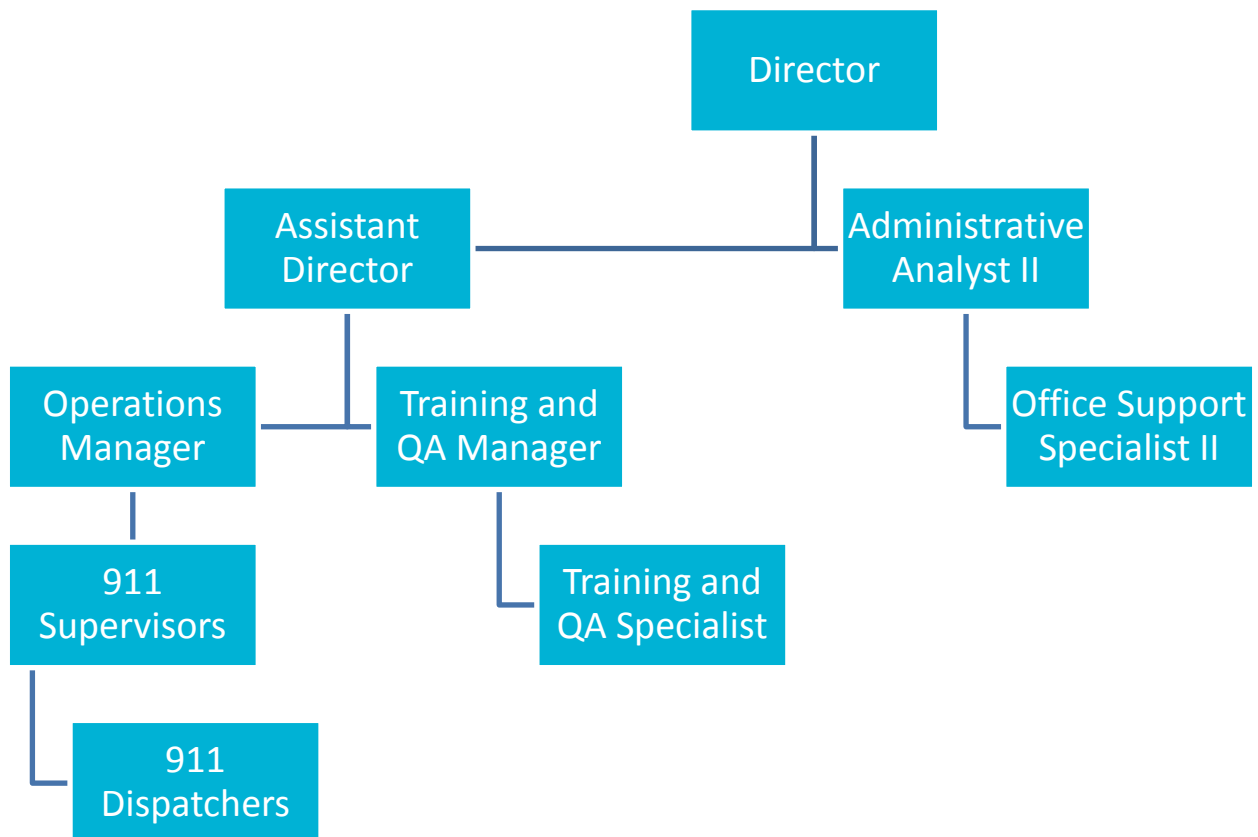 Director
Assistant
Director
Administrative
Analyst II
Operations
Manager
Training and
QA Manager
Office Support
Specialist II
911
Supervisors
Training and
QA Specialist
911
Dispatchers